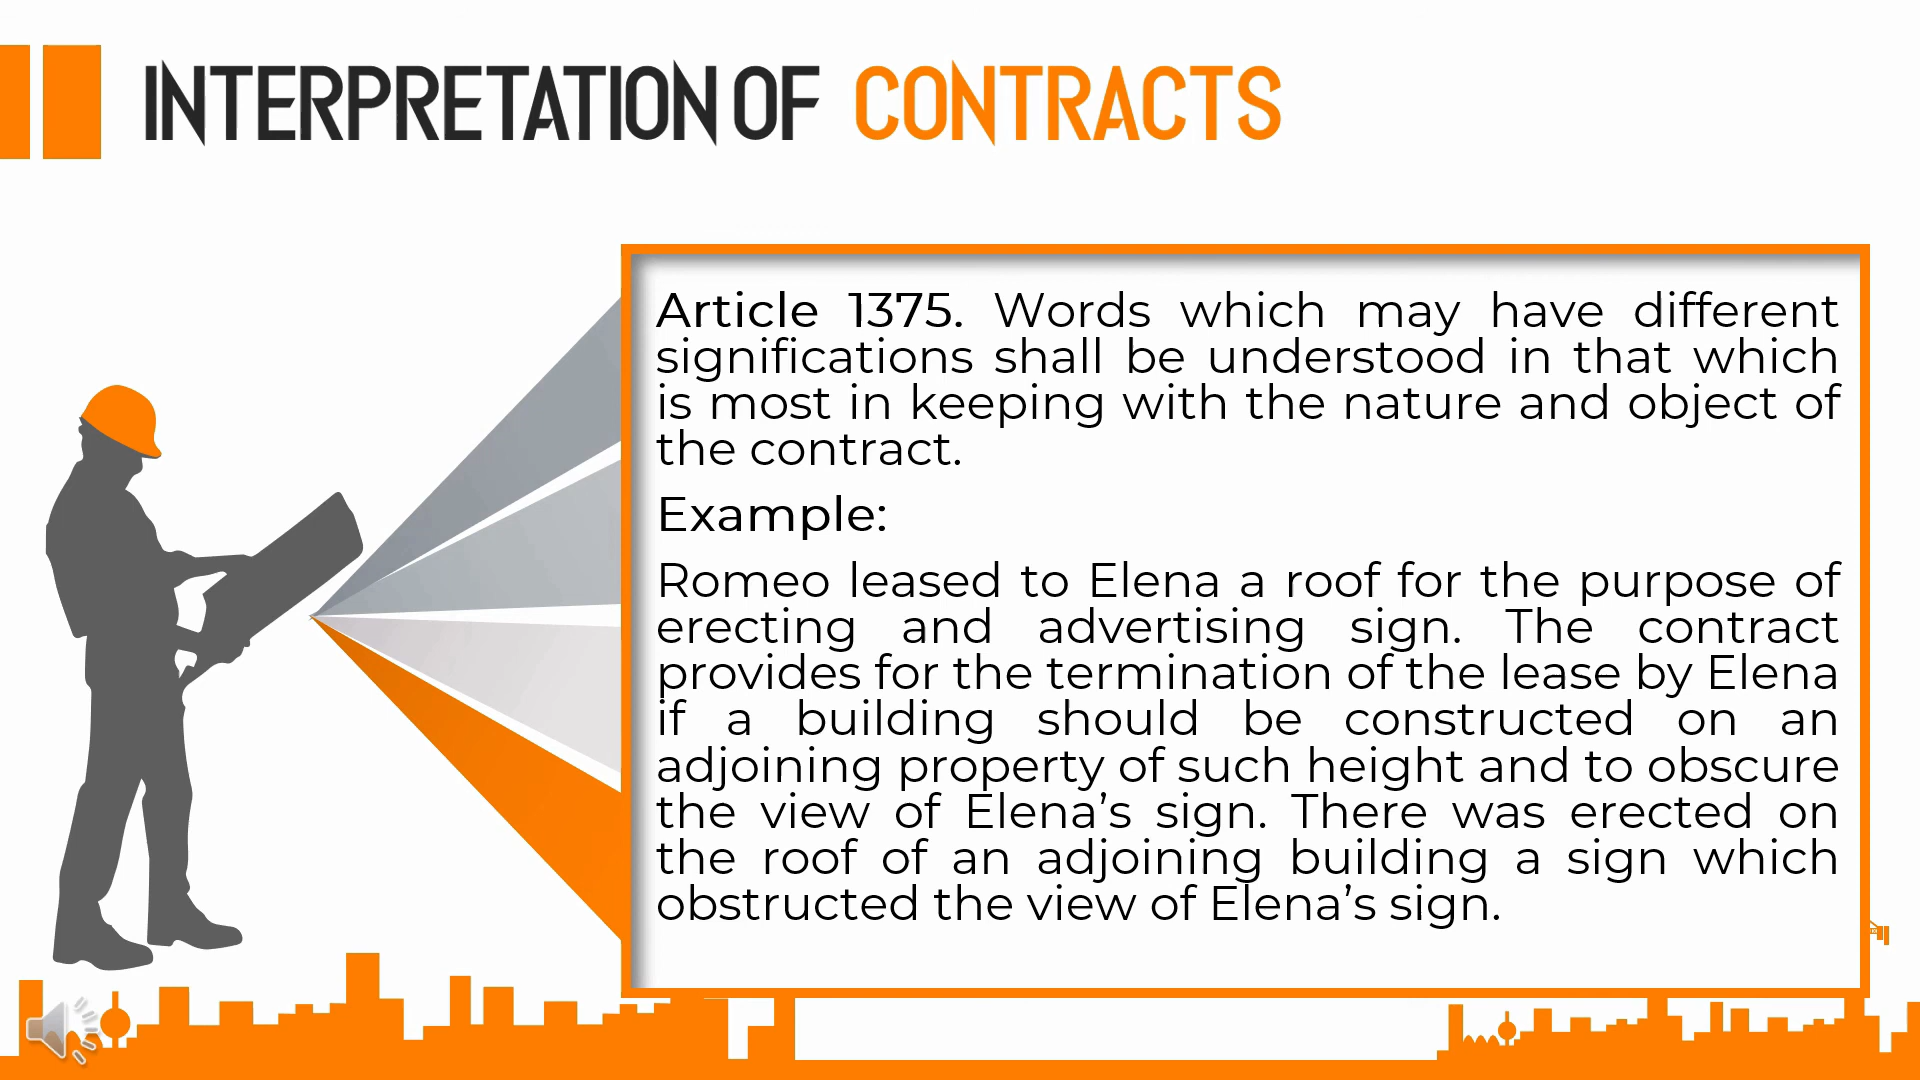 INTERPRETATION OF CONTRACTS
Article 1375. Words which may have different
significations shall be understood in that which
is most in keeping with the nature and object of
the contract.
Example:
Romeo leased to Elena a roof for the purpose of
erecting and advertising sign. The contract
provides for the termination of the lease by Elena
if a building should be constructed on an
adjoining property of such height and to obscure
the view of Elena’s sign. There was erected on
the roof of an adjoining building a sign which
obstructed the view of Elena’s sign.